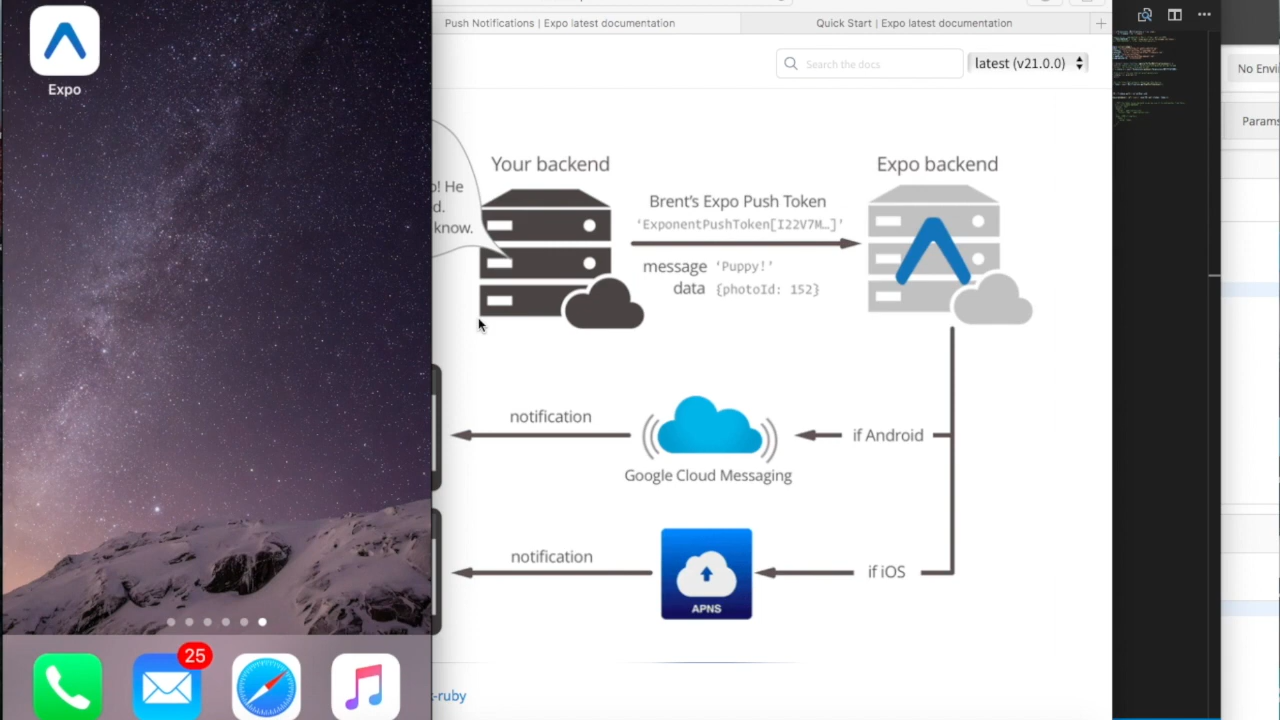 Expo
25
Push Notifications | Expo latest documentation
Quick Start | Expo latest documentation
Search the docs
latest (v21.0.0)
o! He
d.
know.
Your backend
Brent's Expo Push Token
‘ExponentPushToken[I22V7M…]’
message ‘Puppy!’
data {photoId: 152}
Expo backend
notification
Google Cloud Messaging
if Android
notification
APNS
if iOS
-ruby
No Envi
Params